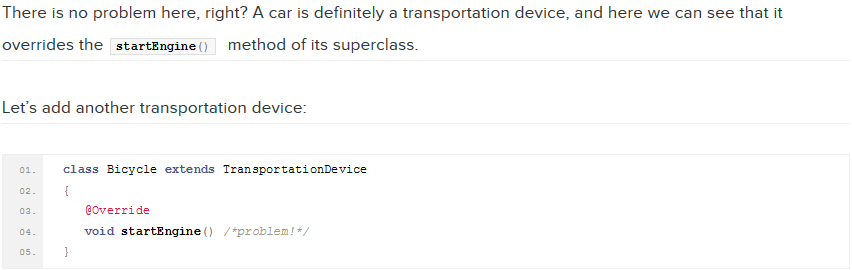 There is no problem here, right? A car is definitely a transportation device, and here we can see that it
overrides the startEngine() method of its superclass.
Let's add another transportation device:
01. class Bicycle extends TransportationDevice
02. {
03. @Override
04. void startEngine() /*problem!*/
05. }